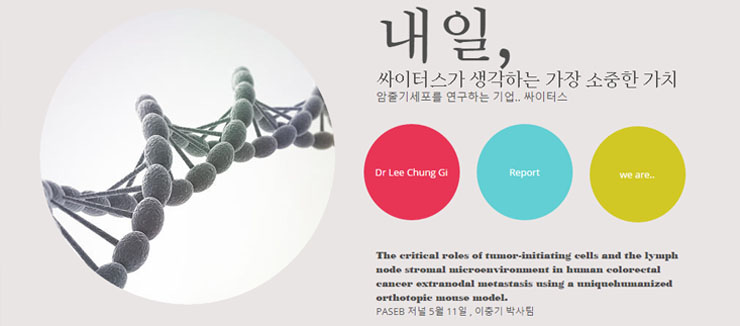 내일,
싸이터스가 생각하는 가장 소중한 가치
암줄기세포를 연구하는 기업.. 싸이터스
Dr Lee Chung Gi
Report
we are..
The critical roles of tumor-initiating cells and the lymph
node stromal microenvironment in human colorectal
cancer extranodal metastasis using a uniquehumanized
orthotopic mouse model.
PASEB 저널 5월 11일 , 이중기 박사팀